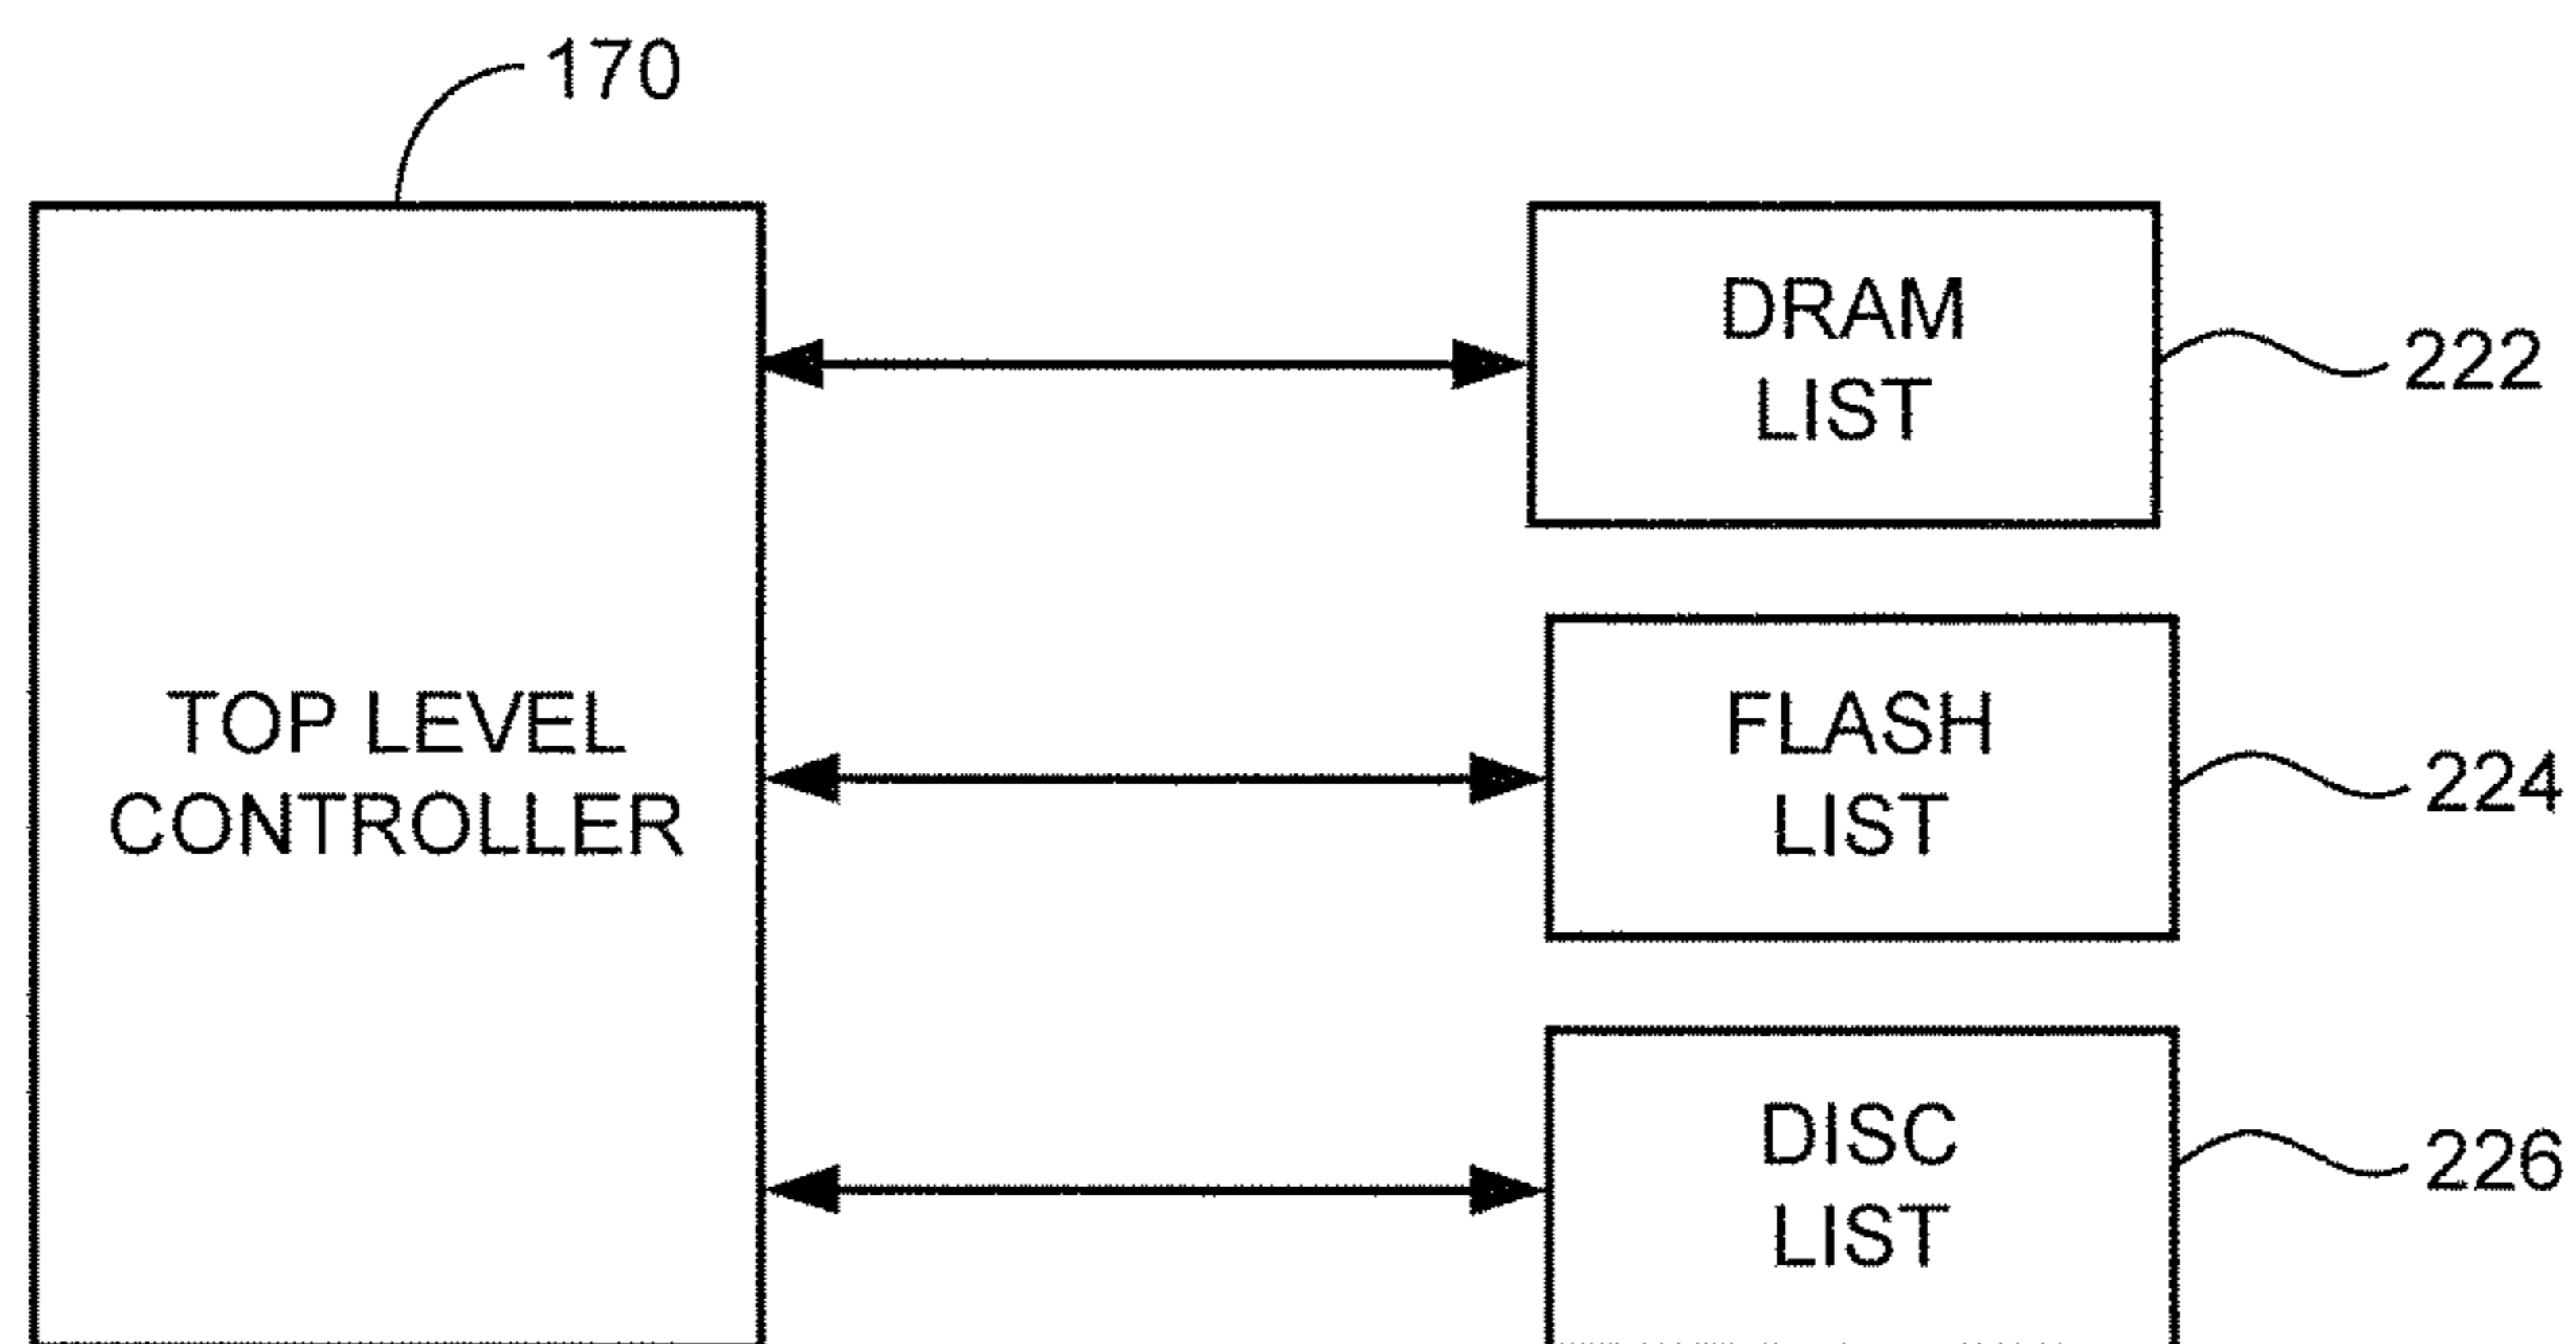 170
DRAM
LIST
222
TOP LEVEL
CONTROLLER
FLASH
LIST
224
DISC
LIST
226